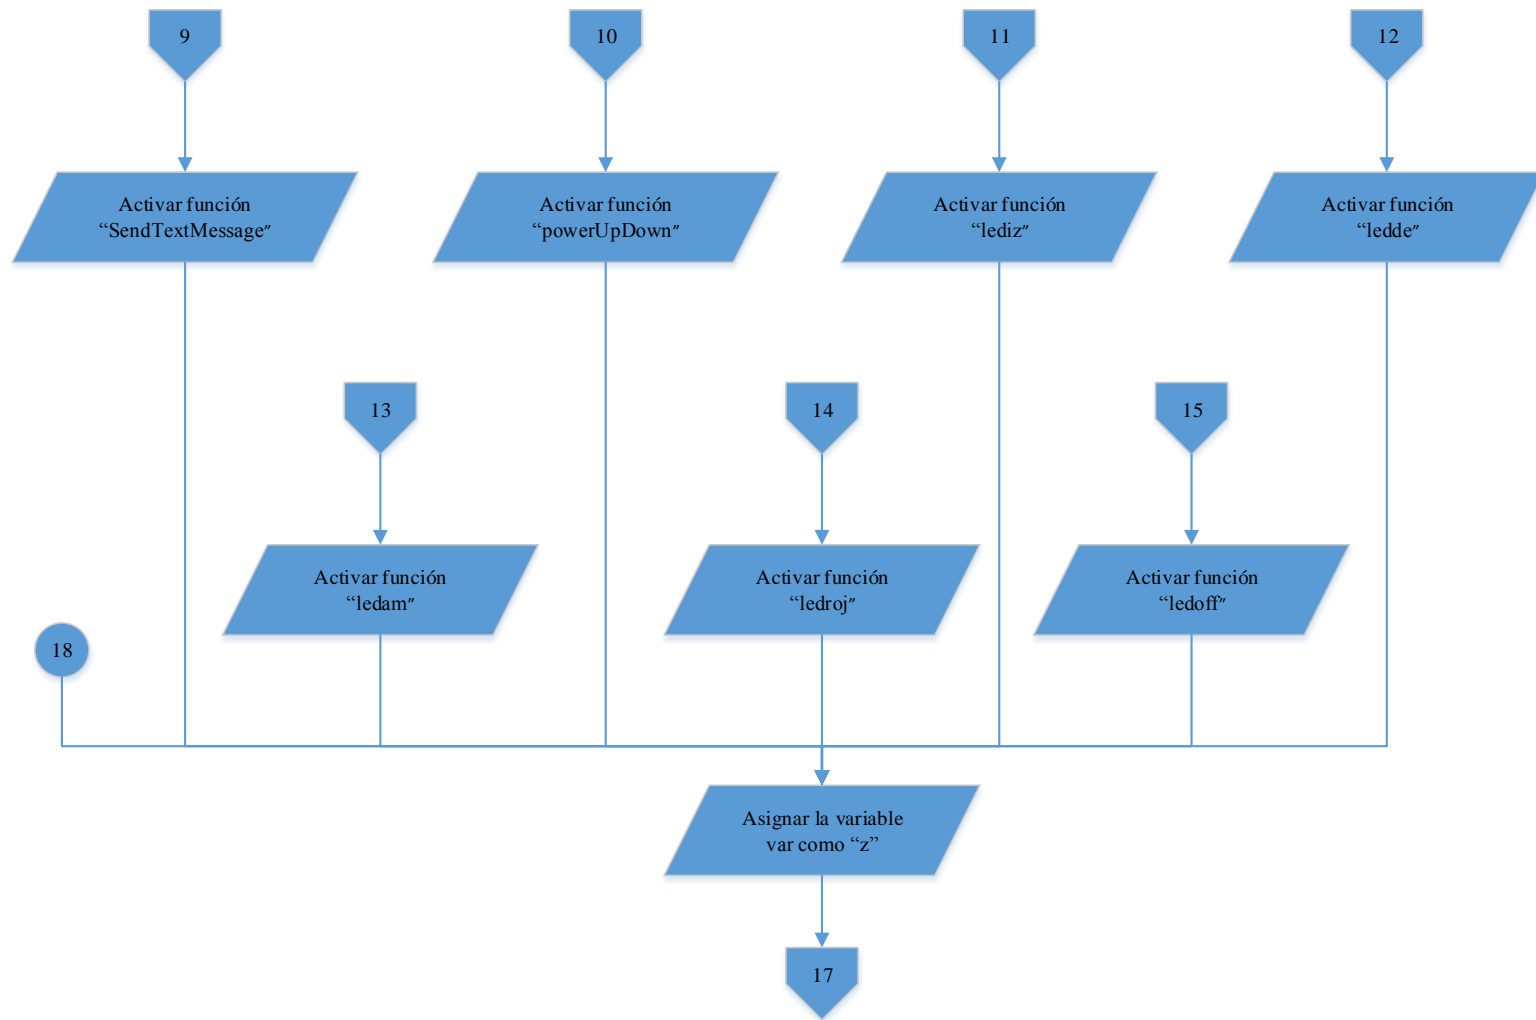 9
10
11
12
Activar función
“SendTextMessage”
Activar función
“powerUpDown”
Activar función
“lediz”
Activar función
“ledde”
13
14
15
Activar función
“ledam”
Activar función
“ledroj”
Activar función
“ledoff”
18
Asignar la variable
var como “z”
17